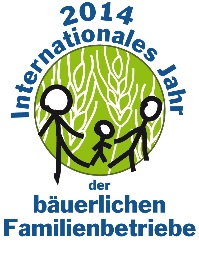 2014
Internationales Jahr
der
bäuerlichen
Familienbetriebe